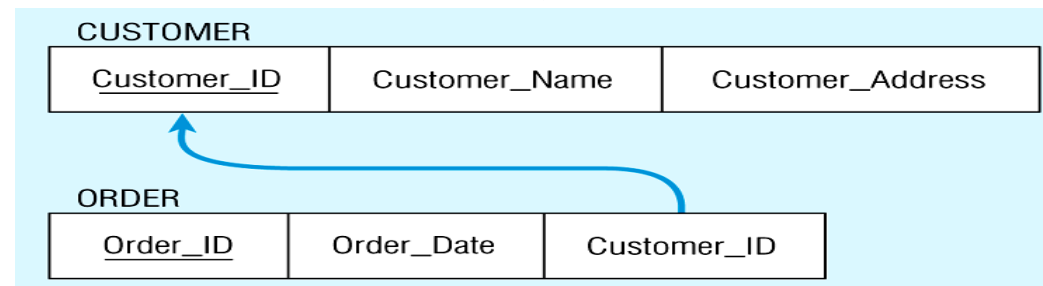 CUSTOMER
Customer_ID Customer_Name Customer_Address
ORDER
Order_ID Order_Date Customer_ID